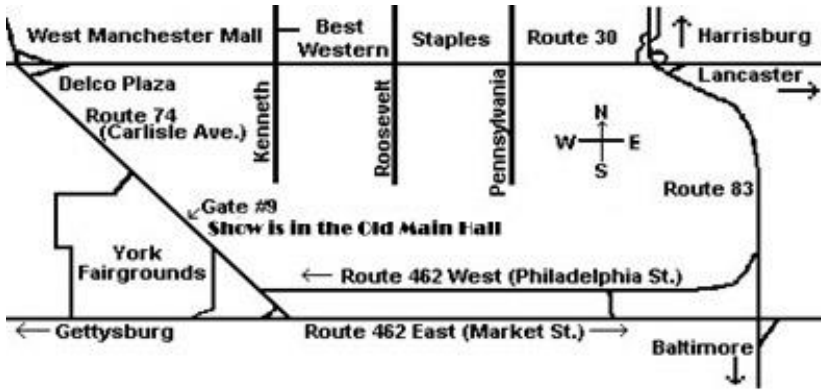 West Manchester Mall
Best
Western
Staples
Route 30
Harrisburg
Lancaster
Delco Plaza
Route 74
(Carlisle Ave.)
Kenneth
Roosevelt
Pennsylvania
N
W E
S
Route 83
Gate #9
Show is in the Old Main Hall
York
Fairgrounds
Route 462 West (Philadelphia St.)
Gettysburg
Route 462 East (Market St.)
Baltimore